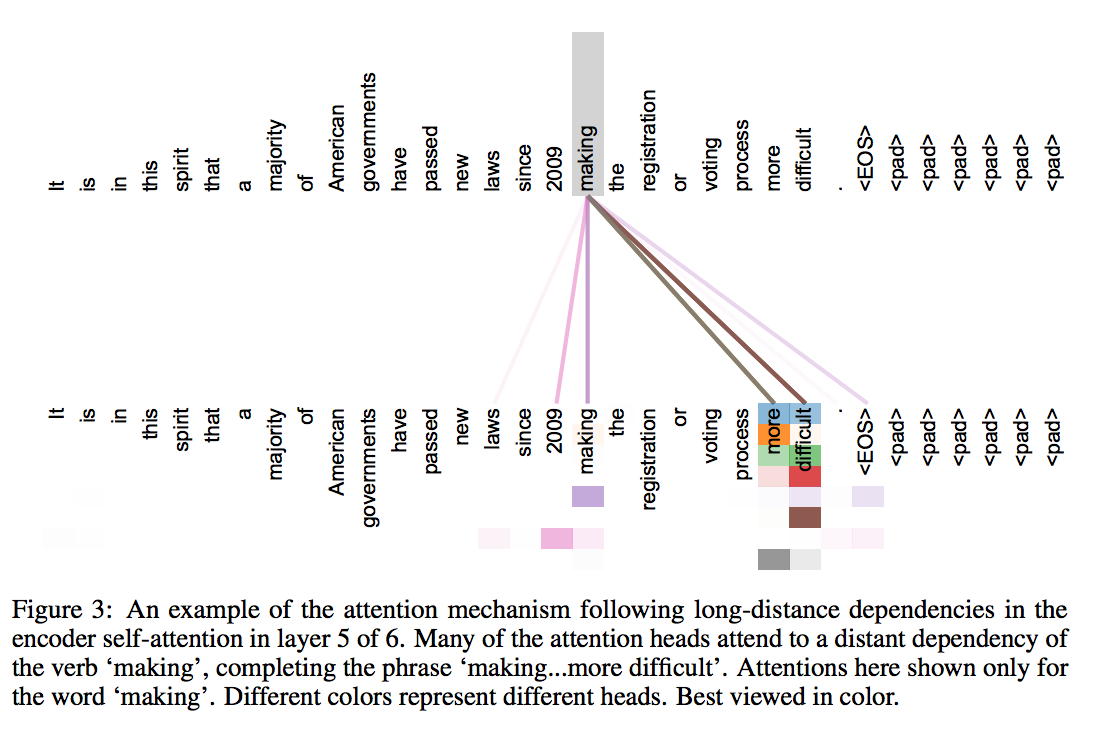 It is in this spirit that a majority of American governments have passed new laws since 2009 making the registration or voting process more difficult . <EOS> <pad> <pad> <pad> <pad> <pad> <pad>
It is in this spirit that a majority of American governments have passed new laws since 2009 making the registration or voting process more difficult . <EOS> <pad> <pad> <pad> <pad> <pad> <pad>
Figure 3: An example of the attention mechanism following long-distance dependencies in the
encoder self-attention in layer 5 of 6. Many of the attention heads attend to a distant dependency of
the verb ‘making’, completing the phrase ‘making...more difficult’. Attentions here shown only for
the word ‘making’. Different colors represent different heads. Best viewed in color.